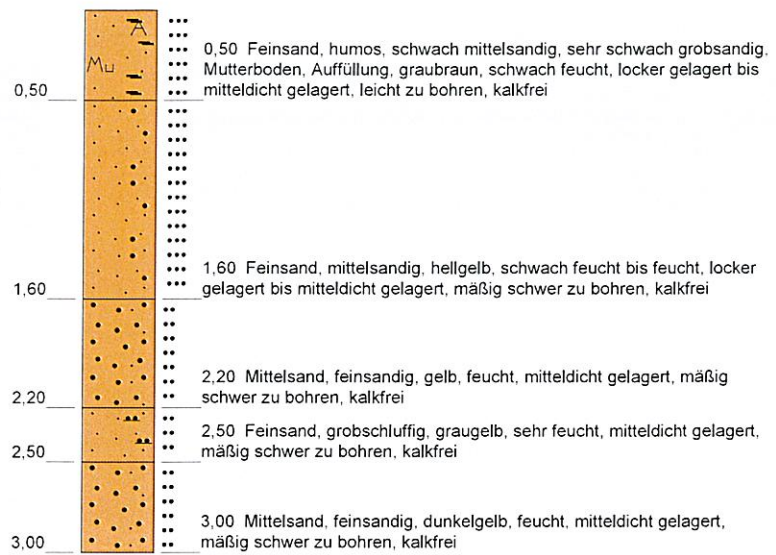 A
Mu
0,50 Feinsand, humos, schwach mittelsandig, sehr schwach grobsandig.
Mutterboden, Auffüllung, graubraun, schwach feucht, locker gelagert bis
mitteldicht gelagert, leicht zu bohren, kalkfrei
0,50
1,60 Feinsand, mittelsandig, hellgelb, schwach feucht bis feucht, locker
gelagert bis mitteldicht gelagert, mäßig schwer zu bohren, kalkfrei
1,60
2,20 Mittelsand, feinsandig, gelb, feucht, mitteldicht gelagert, mäßig
schwer zu bohren, kalkfrei
2,20
2,50 Feinsand, grobschluffig, graugelb, sehr feucht, mitteldicht gelagert,
mäßig schwer zu bohren, kalkfrei
2,50
3,00 Mittelsand, feinsandig, dunkelgelb, feucht, mitteldicht gelagert,
mäßig schwer zu bohren, kalkfrei
3,00